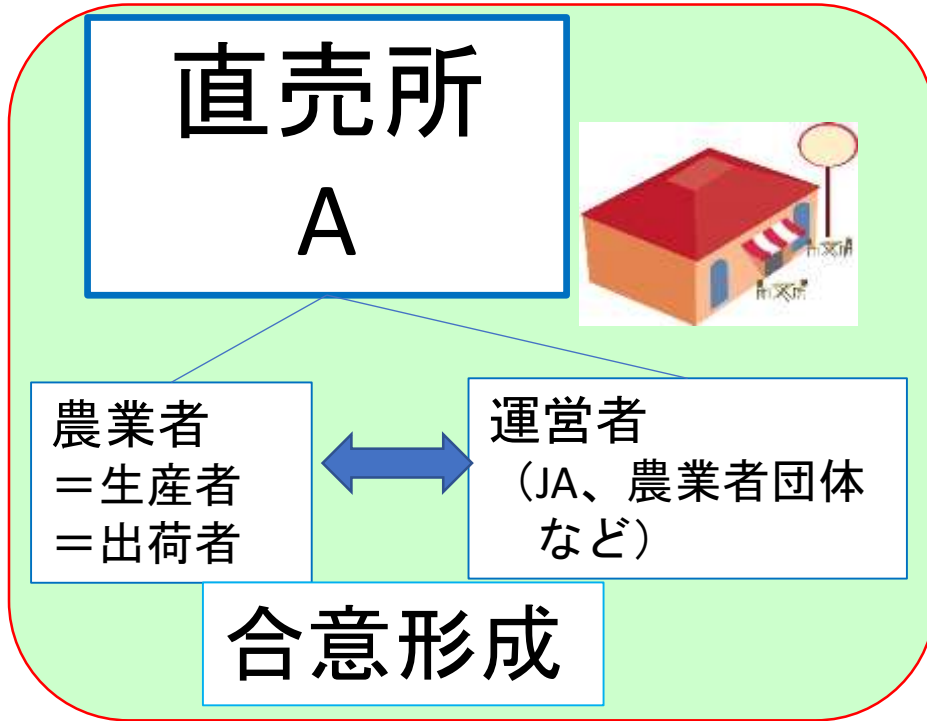 直売所
A
農業者
＝生産者
＝出荷者
運営者
（JA、農業者団体
など）
合意形成